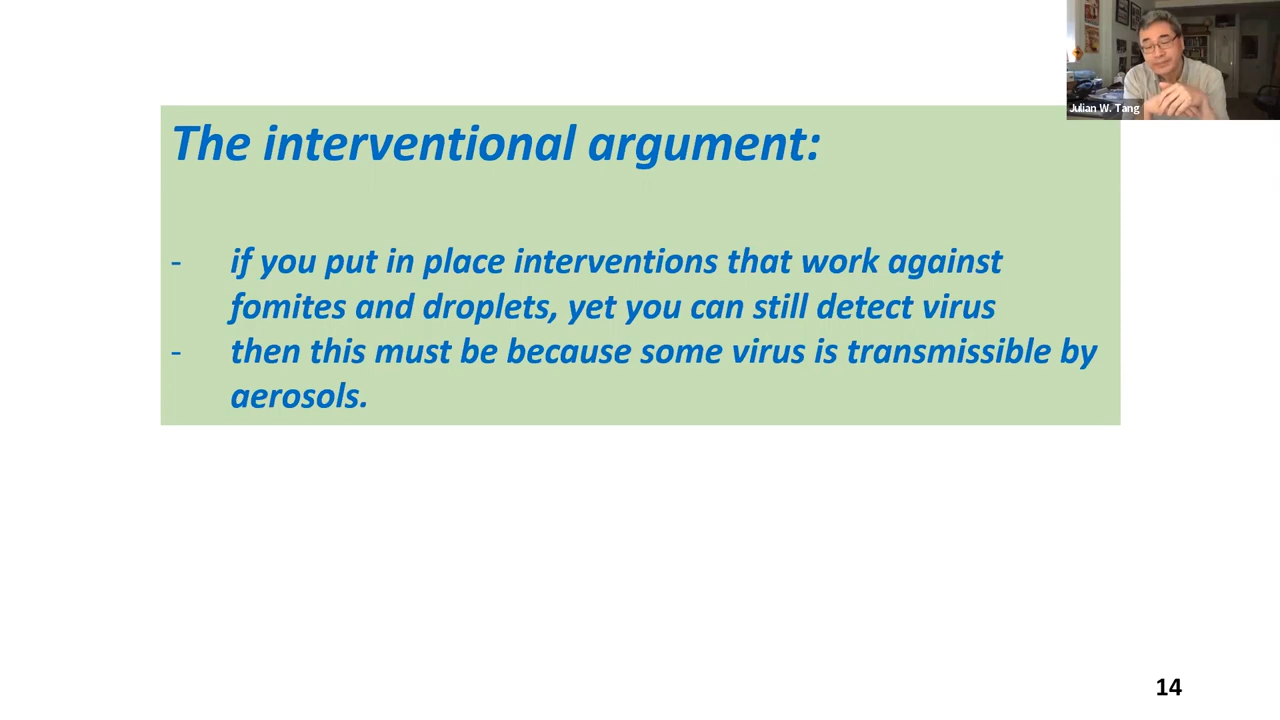 Julian W. Tang
The interventional argument:
- if you put in place interventions that work against
fomites and droplets, yet you can still detect virus
- then this must be because some virus is transmissible by
aerosols.
14